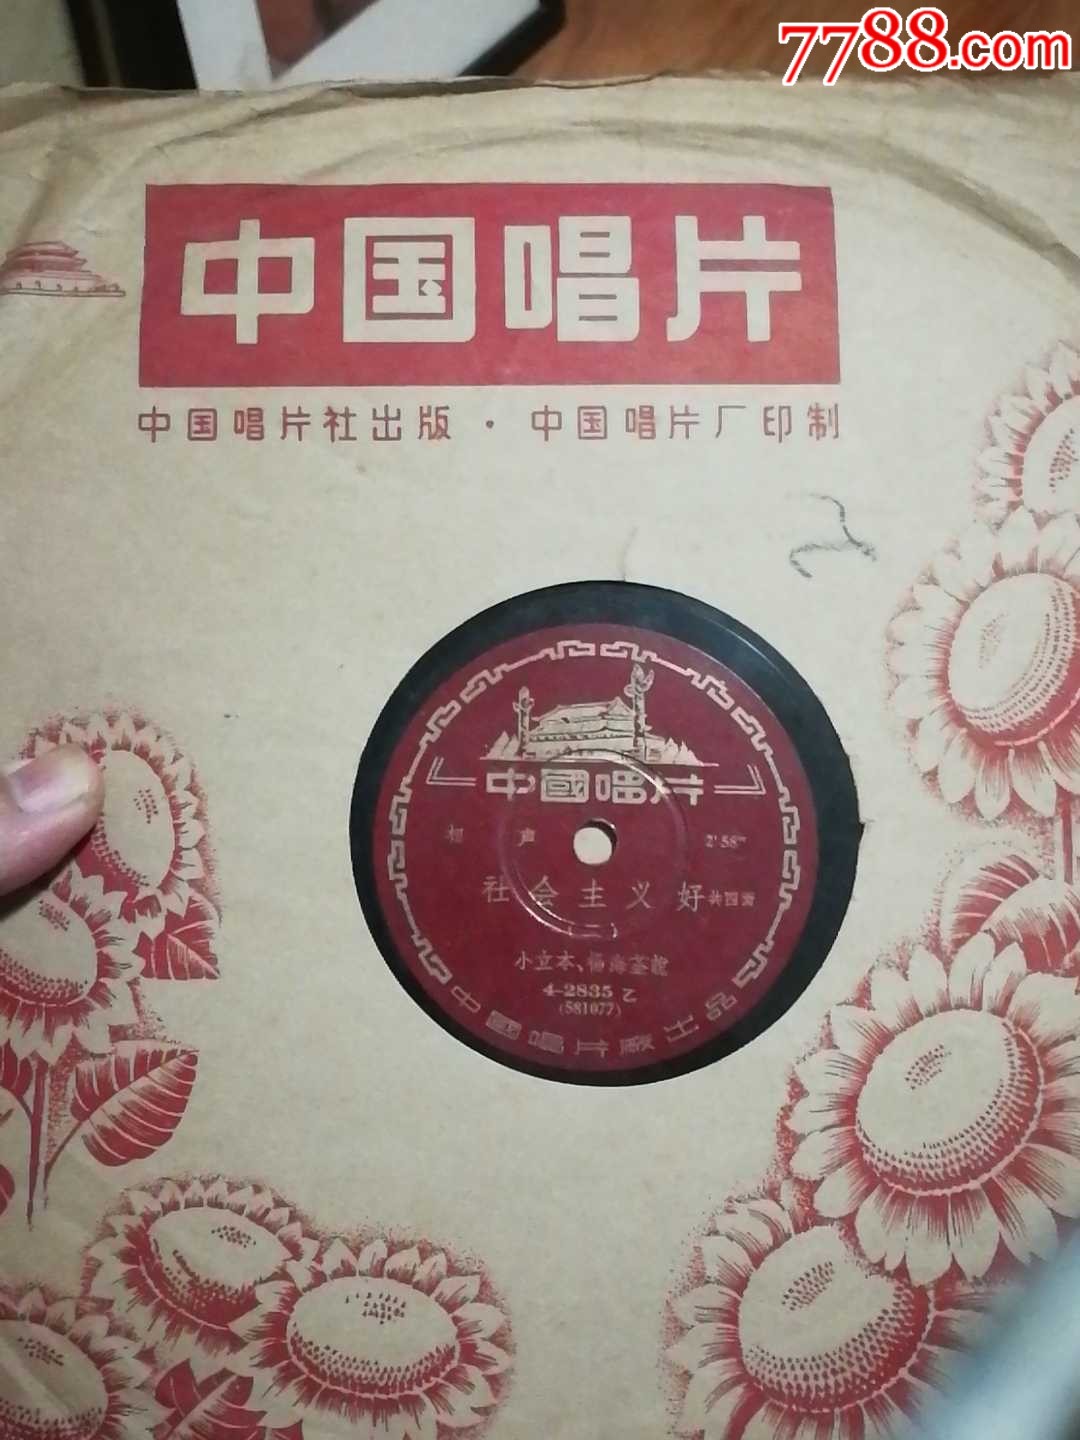 7788.com
中国唱片
中国唱片社出版·中国唱片厂印制
中國唱片
相声 2'58"
社会主义好 共四面
(二)
小立本、楊海荃說
4-2835 乙
(581077)
中國唱片廠出品